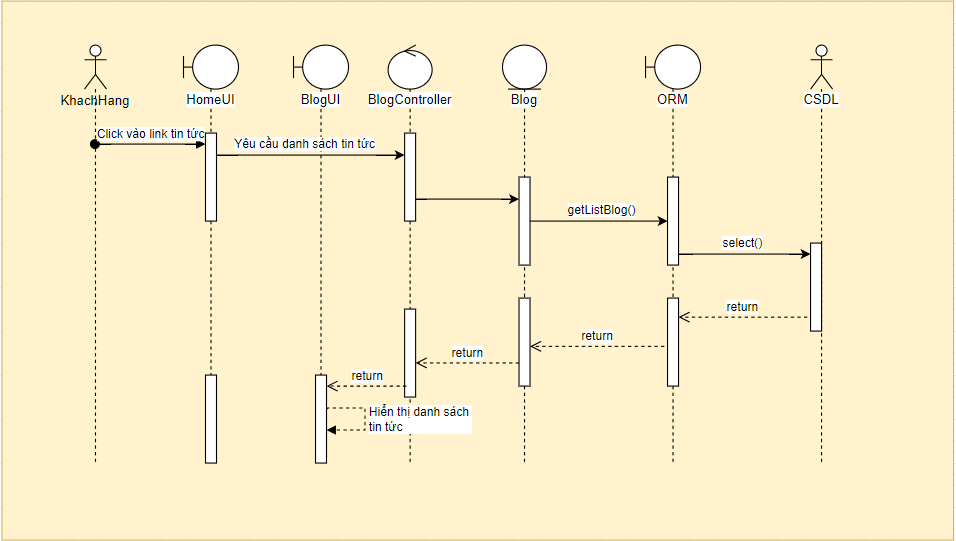 KhachHang
HomeUI
BlogUI
BlogController
Blog
ORM
CSDL
Click vào link tin tức
Yêu cầu danh sách tin tức
getListBlog()
select()
return
return
return
return
Hiển thị danh sách
tin tức